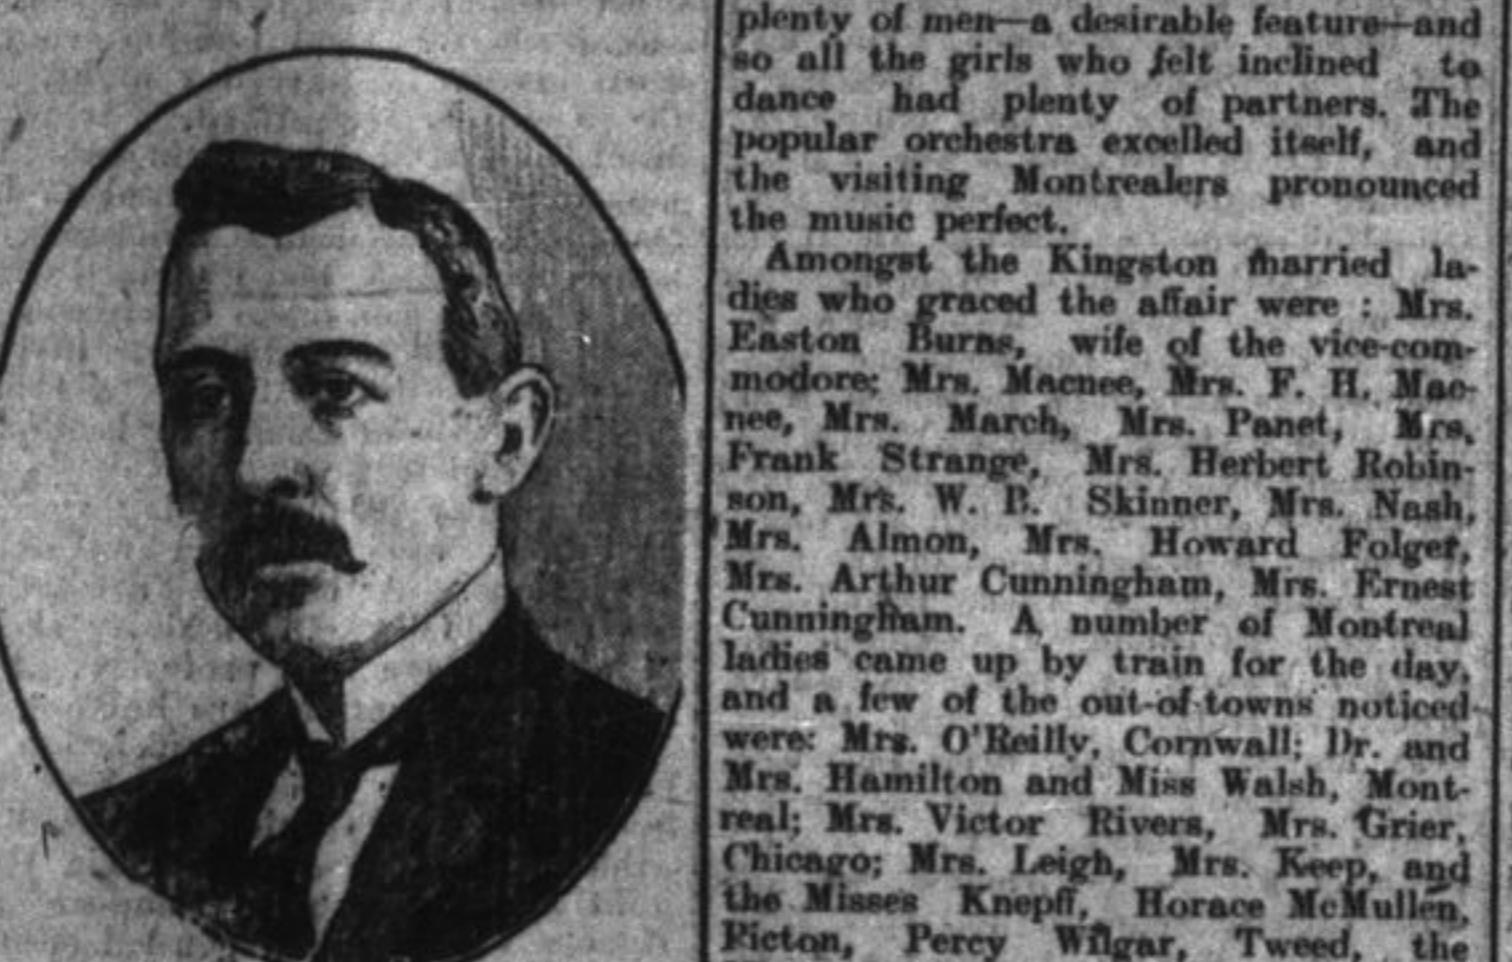 plenty of men—a desirable feature—and
so all the girls who felt inclined to
dance had plenty of partners. The
popular orchestra excelled itself, and
the visiting Montrealers pronounced
the music perfect.
Amongst the Kingston married la-
dies who graced the affair were : Mrs.
Easton Burns, wife of the vice-com-
modore; Mrs. Macnee, Mrs. F. H. Mac-
nee, Mrs. March, Mrs. Panet, Mrs.
Frank Strange, Mrs. Herbert Robin-
son, Mrs. W. B. Skinner, Mrs. Nash,
Mrs. Almon, Mrs. Howard Folger,
Mrs. Arthur Cunningham, Mrs. Ernest
Cunningham. A number of Montreal
ladies came up by train for the day,
and a few of the out-of-towns noticed
were: Mrs. O'Reilly, Cornwall; Dr. and
Mrs. Hamilton and Miss Walsh, Mont-
real; Mrs. Victor Rivers, Mrs. Grier,
Chicago; Mrs. Leigh, Mrs. Keep, and
the Misses Knepff, Horace McMullen,
Picton, Percy Wilgar, Tweed, the